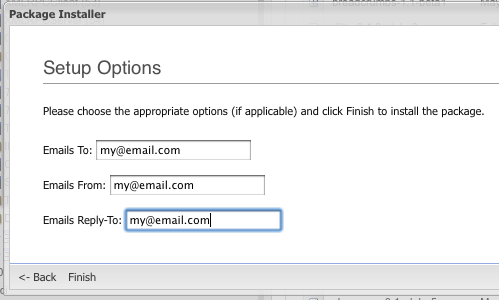 Package Installer
Setup Options
Please choose the appropriate options (if applicable) and click Finish to install the package.
Emails To: my@email.com
Emails From: my@email.com
Emails Reply-To: my@email.com
<- Back Finish